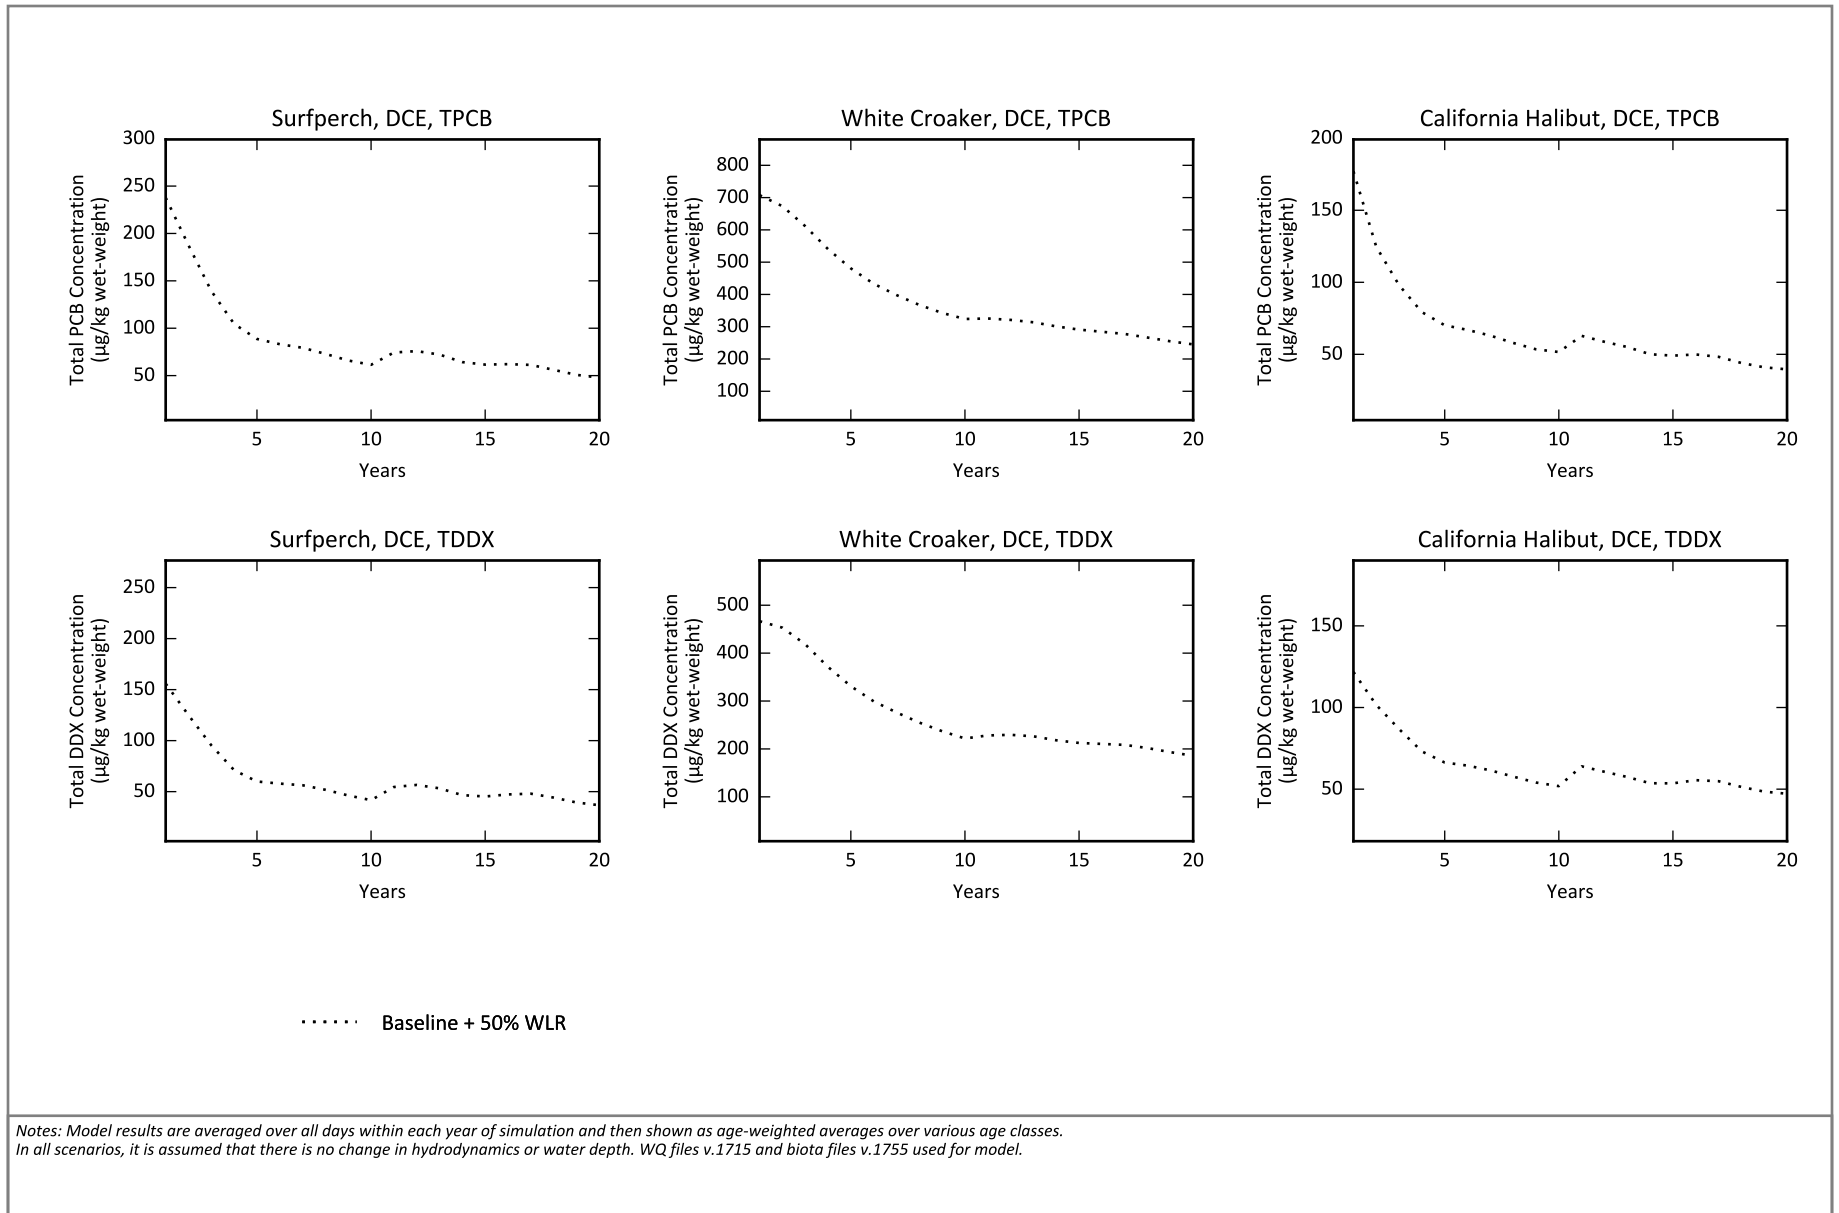 Surfperch, DCE, TPCB
300
250
200
150
100
50
5
10
15
20
Years
Total PCB Concentration
(µg/kg wet-weight)
White Croaker, DCE, TPCB
800
700
600
500
400
300
200
100
5
10
15
20
Years
Total PCB Concentration
(µg/kg wet-weight)
California Halibut, DCE, TPCB
200
150
100
50
5
10
15
20
Years
Total PCB Concentration
(µg/kg wet-weight)
Surfperch, DCE, TDDX
250
200
150
100
50
5
10
15
20
Years
Total DDX Concentration
(µg/kg wet-weight)
White Croaker, DCE, TDDX
500
400
300
200
100
5
10
15
20
Years
Total DDX Concentration
(µg/kg wet-weight)
California Halibut, DCE, TDDX
150
100
50
5
10
15
20
Years
Total DDX Concentration
(µg/kg wet-weight)
Baseline + 50% WLR
Notes: Model results are averaged over all days within each year of simulation and then shown as age-weighted averages over various age classes.
In all scenarios, it is assumed that there is no change in hydrodynamics or water depth. WQ files v.1715 and biota files v.1755 used for model.